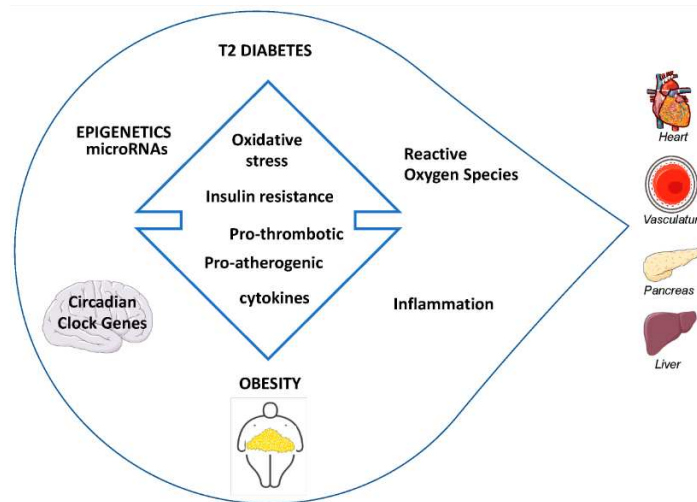 T2 DIABETES
EPIGENETICS
microRNAs
Oxidative
stress
Reactive
Oxygen Species
Insulin resistance
Pro-thrombotic
Pro-atherogenic
cytokines
Circadian
Clock Genes
Inflammation
OBESITY
Heart
Vasculatur
Pancreas
Liver